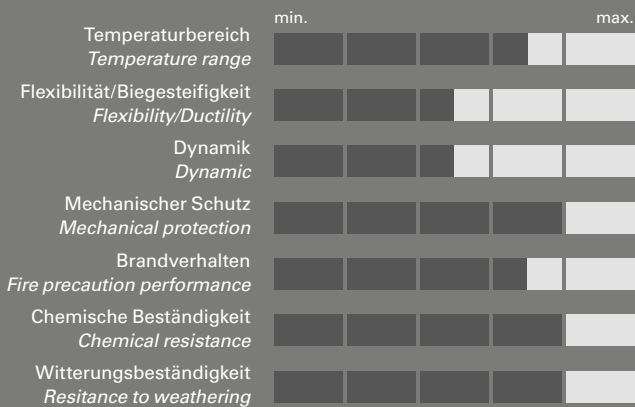 min. max.
Temperaturbereich
Temperature range
Flexibilität/Biegesteifigkeit
Flexibility/Ductility
Dynamik
Dynamic
Mechanischer Schutz
Mechanical protection
Brandverhalten
Fire precaution performance
Chemische Beständigkeit
Chemical resistance
Witterungsbeständigkeit
Resitance to weathering